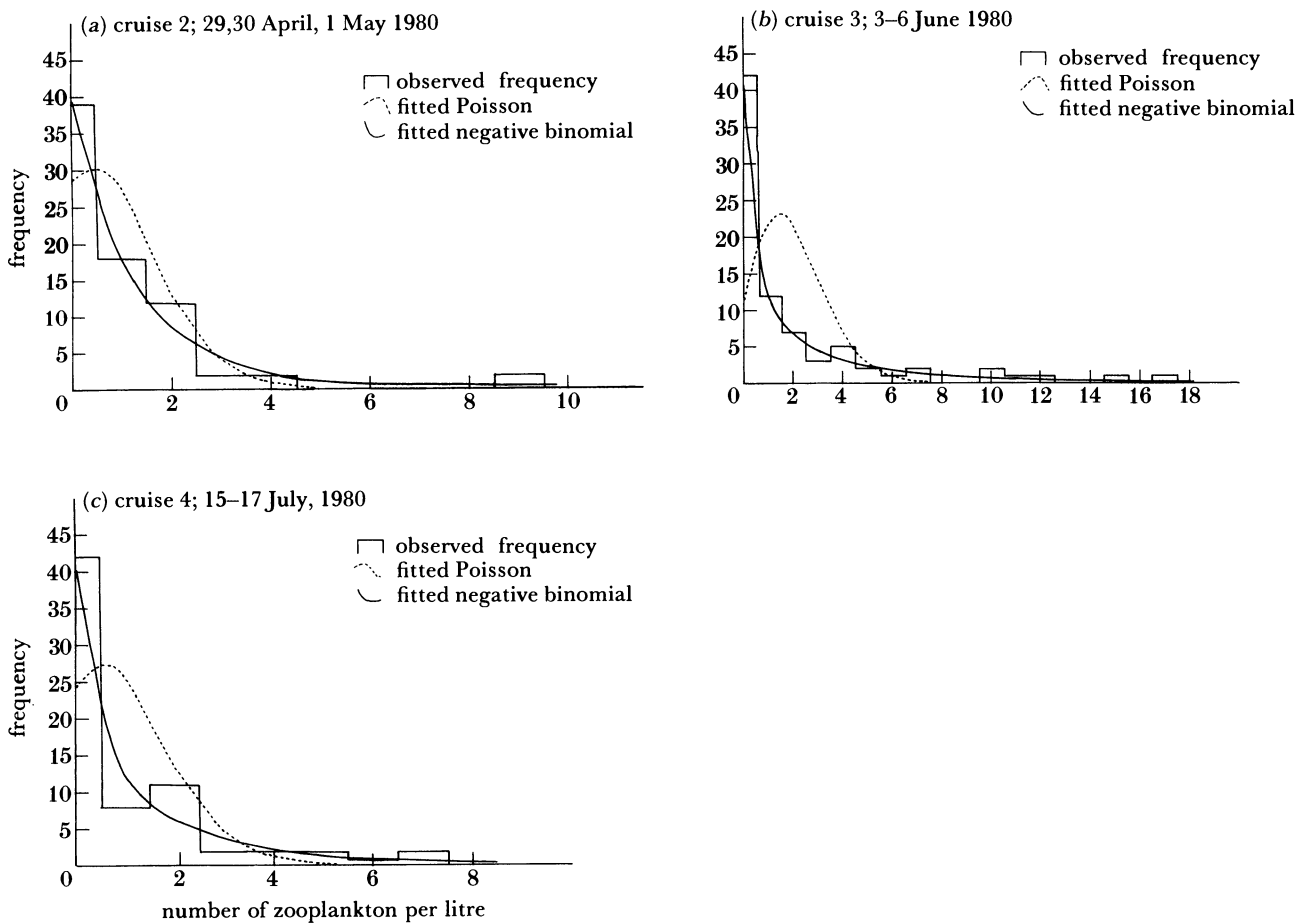 (a) cruise 2; 29,30 April, 1 May 1980
observed frequency
fitted Poisson
fitted negative binomial
frequency
45
40
35
30
25
20
15
10
5
0 2 4 6 8 10
(b) cruise 3; 3–6 June 1980
observed frequency
fitted Poisson
fitted negative binomial
45
40
35
30
25
20
15
10
5
0 2 4 6 8 10 12 14 16 18
(c) cruise 4; 15–17 July, 1980
observed frequency
fitted Poisson
fitted negative binomial
frequency
45
40
35
30
25
20
15
10
5
0 2 4 6 8
number of zooplankton per litre